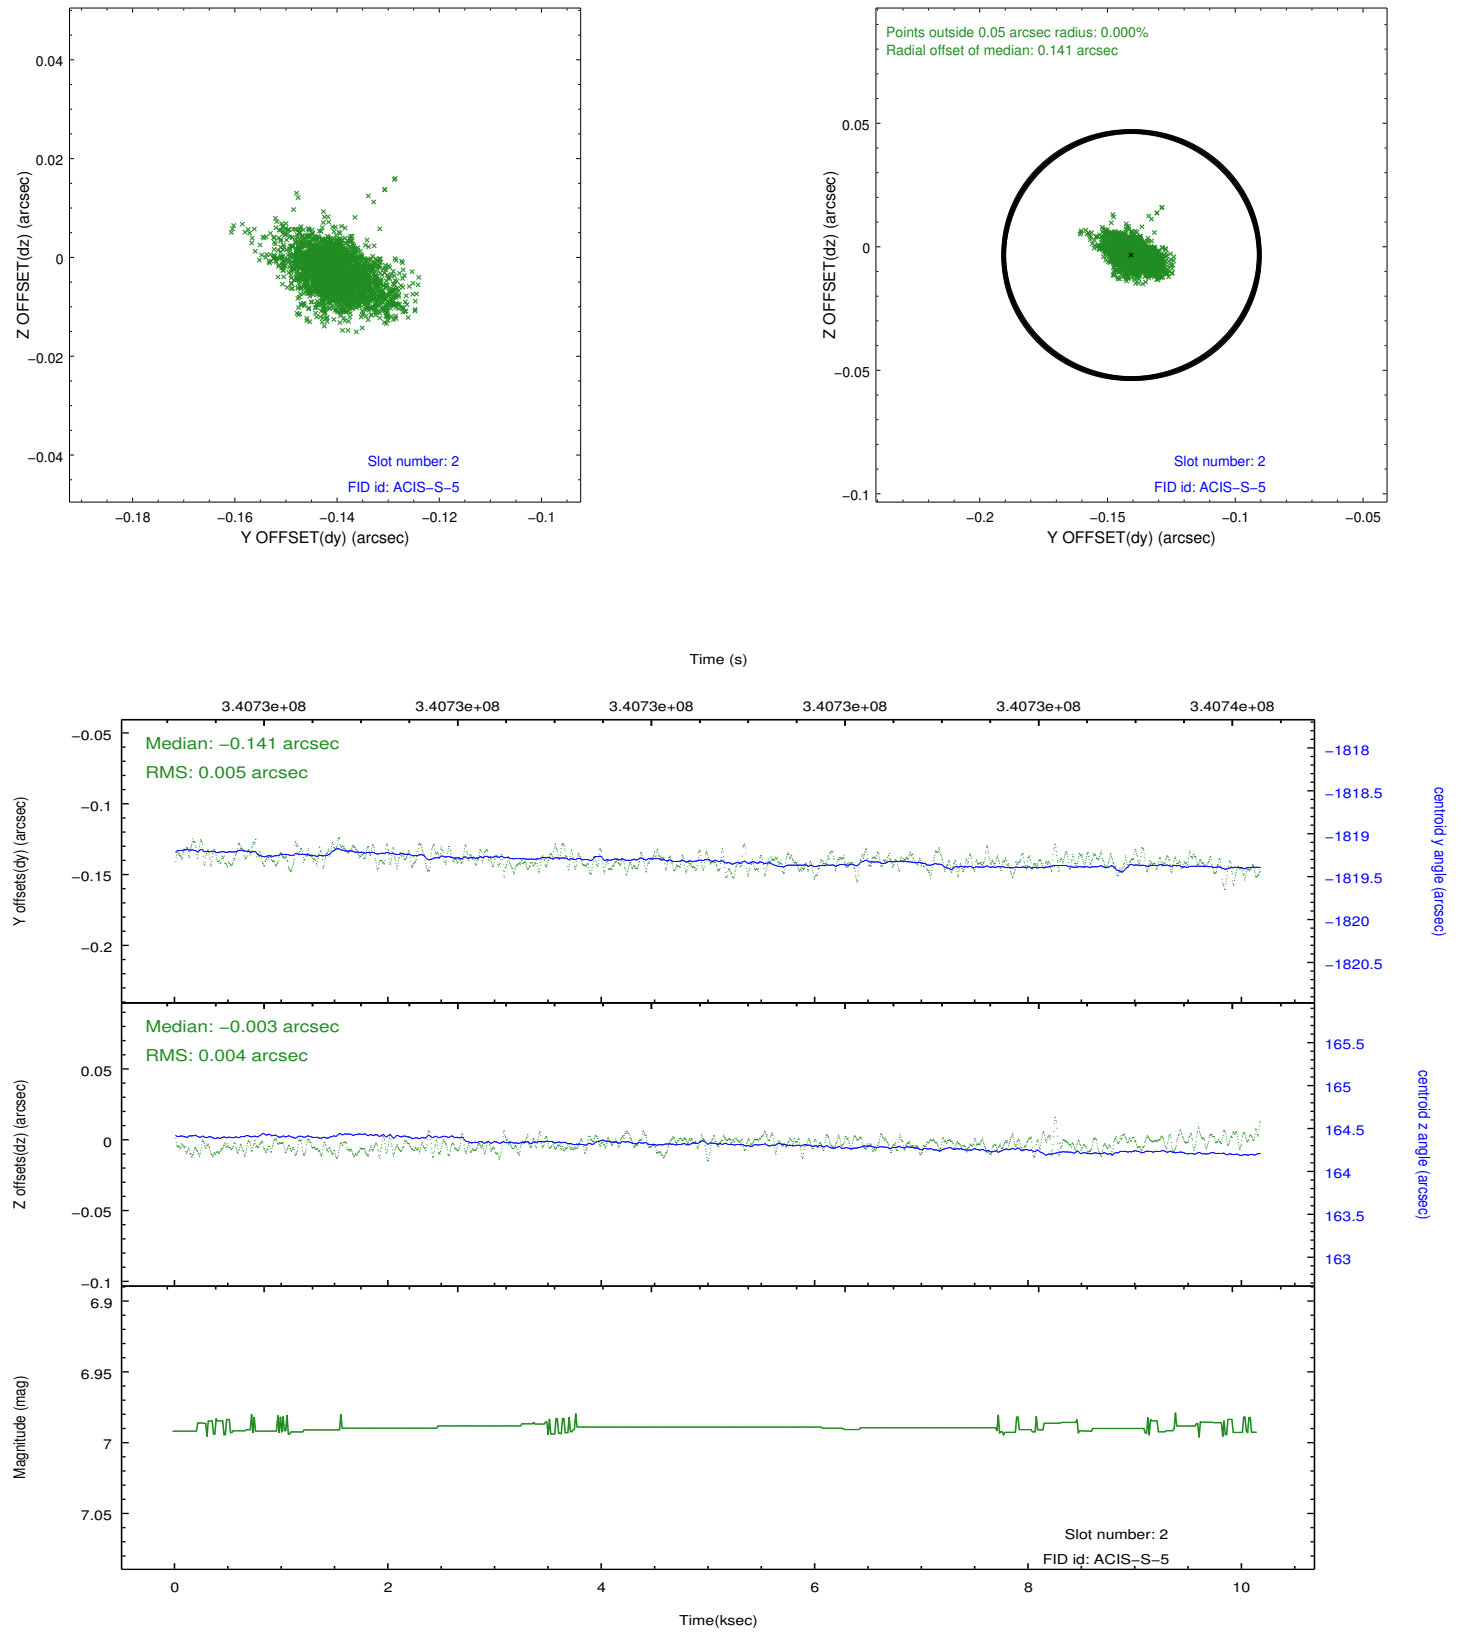 0.04
0.02
0
−0.02
−0.04
Z OFFSET(dz) (arcsec)
Slot number: 2
FID id: ACIS−S−5
−0.18
−0.16
−0.14
−0.12
−0.1
Y OFFSET(dy) (arcsec)
Points outside 0.05 arcsec radius: 0.000%
Radial offset of median: 0.141 arcsec
0.05
0
−0.05
−0.1
Z OFFSET(dz) (arcsec)
Slot number: 2
FID id: ACIS−S−5
−0.2
−0.15
−0.1
−0.05
Y OFFSET(dy) (arcsec)
Time (s)
3.4073e+08
3.4073e+08
3.4073e+08
3.4073e+08
3.4073e+08
3.4074e+08
Median: −0.141 arcsec
RMS: 0.005 arcsec
−0.05
−0.1
−0.15
−0.2
Y offsets(dy) (arcsec)
−1818
−1818.5
−1819
−1819.5
−1820
−1820.5
centroid y angle (arcsec)
Median: −0.003 arcsec
RMS: 0.004 arcsec
0.05
0
−0.05
−0.1
Z offsets(dz) (arcsec)
165.5
165
164.5
164
163.5
163
centroid z angle (arcsec)
6.9
6.95
7
7.05
Magnitude (mag)
Slot number: 2
FID id: ACIS−S−5
0
2
4
6
8
10
Time(ksec)